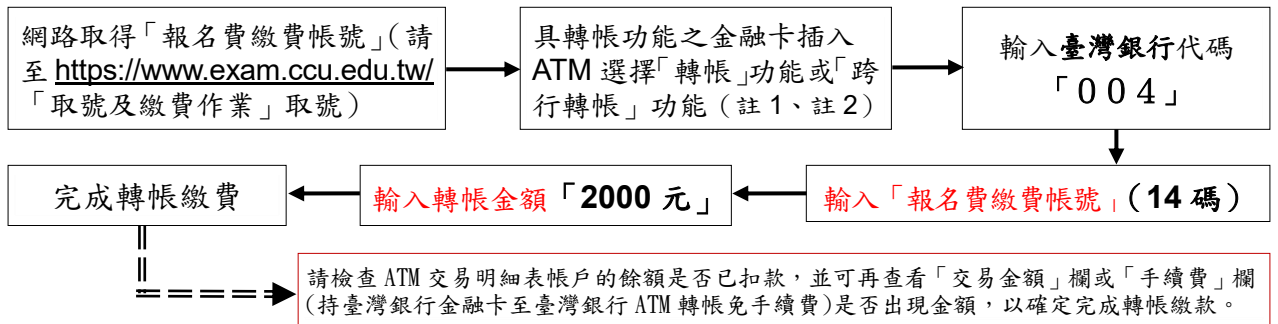 網路取得「報名費繳費帳號」（請
至 https://www.exam.ccu.edu.tw/
「取號及繳費作業」取號）
具轉帳功能之金融卡插入
ATM 選擇「轉帳」功能或「跨
行轉帳」功能（註 1、註 2）
輸入臺灣銀行代碼
「００４」
輸入「報名費繳費帳號」（14 碼）
輸入轉帳金額「2000 元」
完成轉帳繳費
請檢查 ATM 交易明細表帳戶的餘額是否已扣款，並可再查看「交易金額」欄或「手續費」欄
(持臺灣銀行金融卡至臺灣銀行 ATM 轉帳免手續費)是否出現金額，以確定完成轉帳繳款。